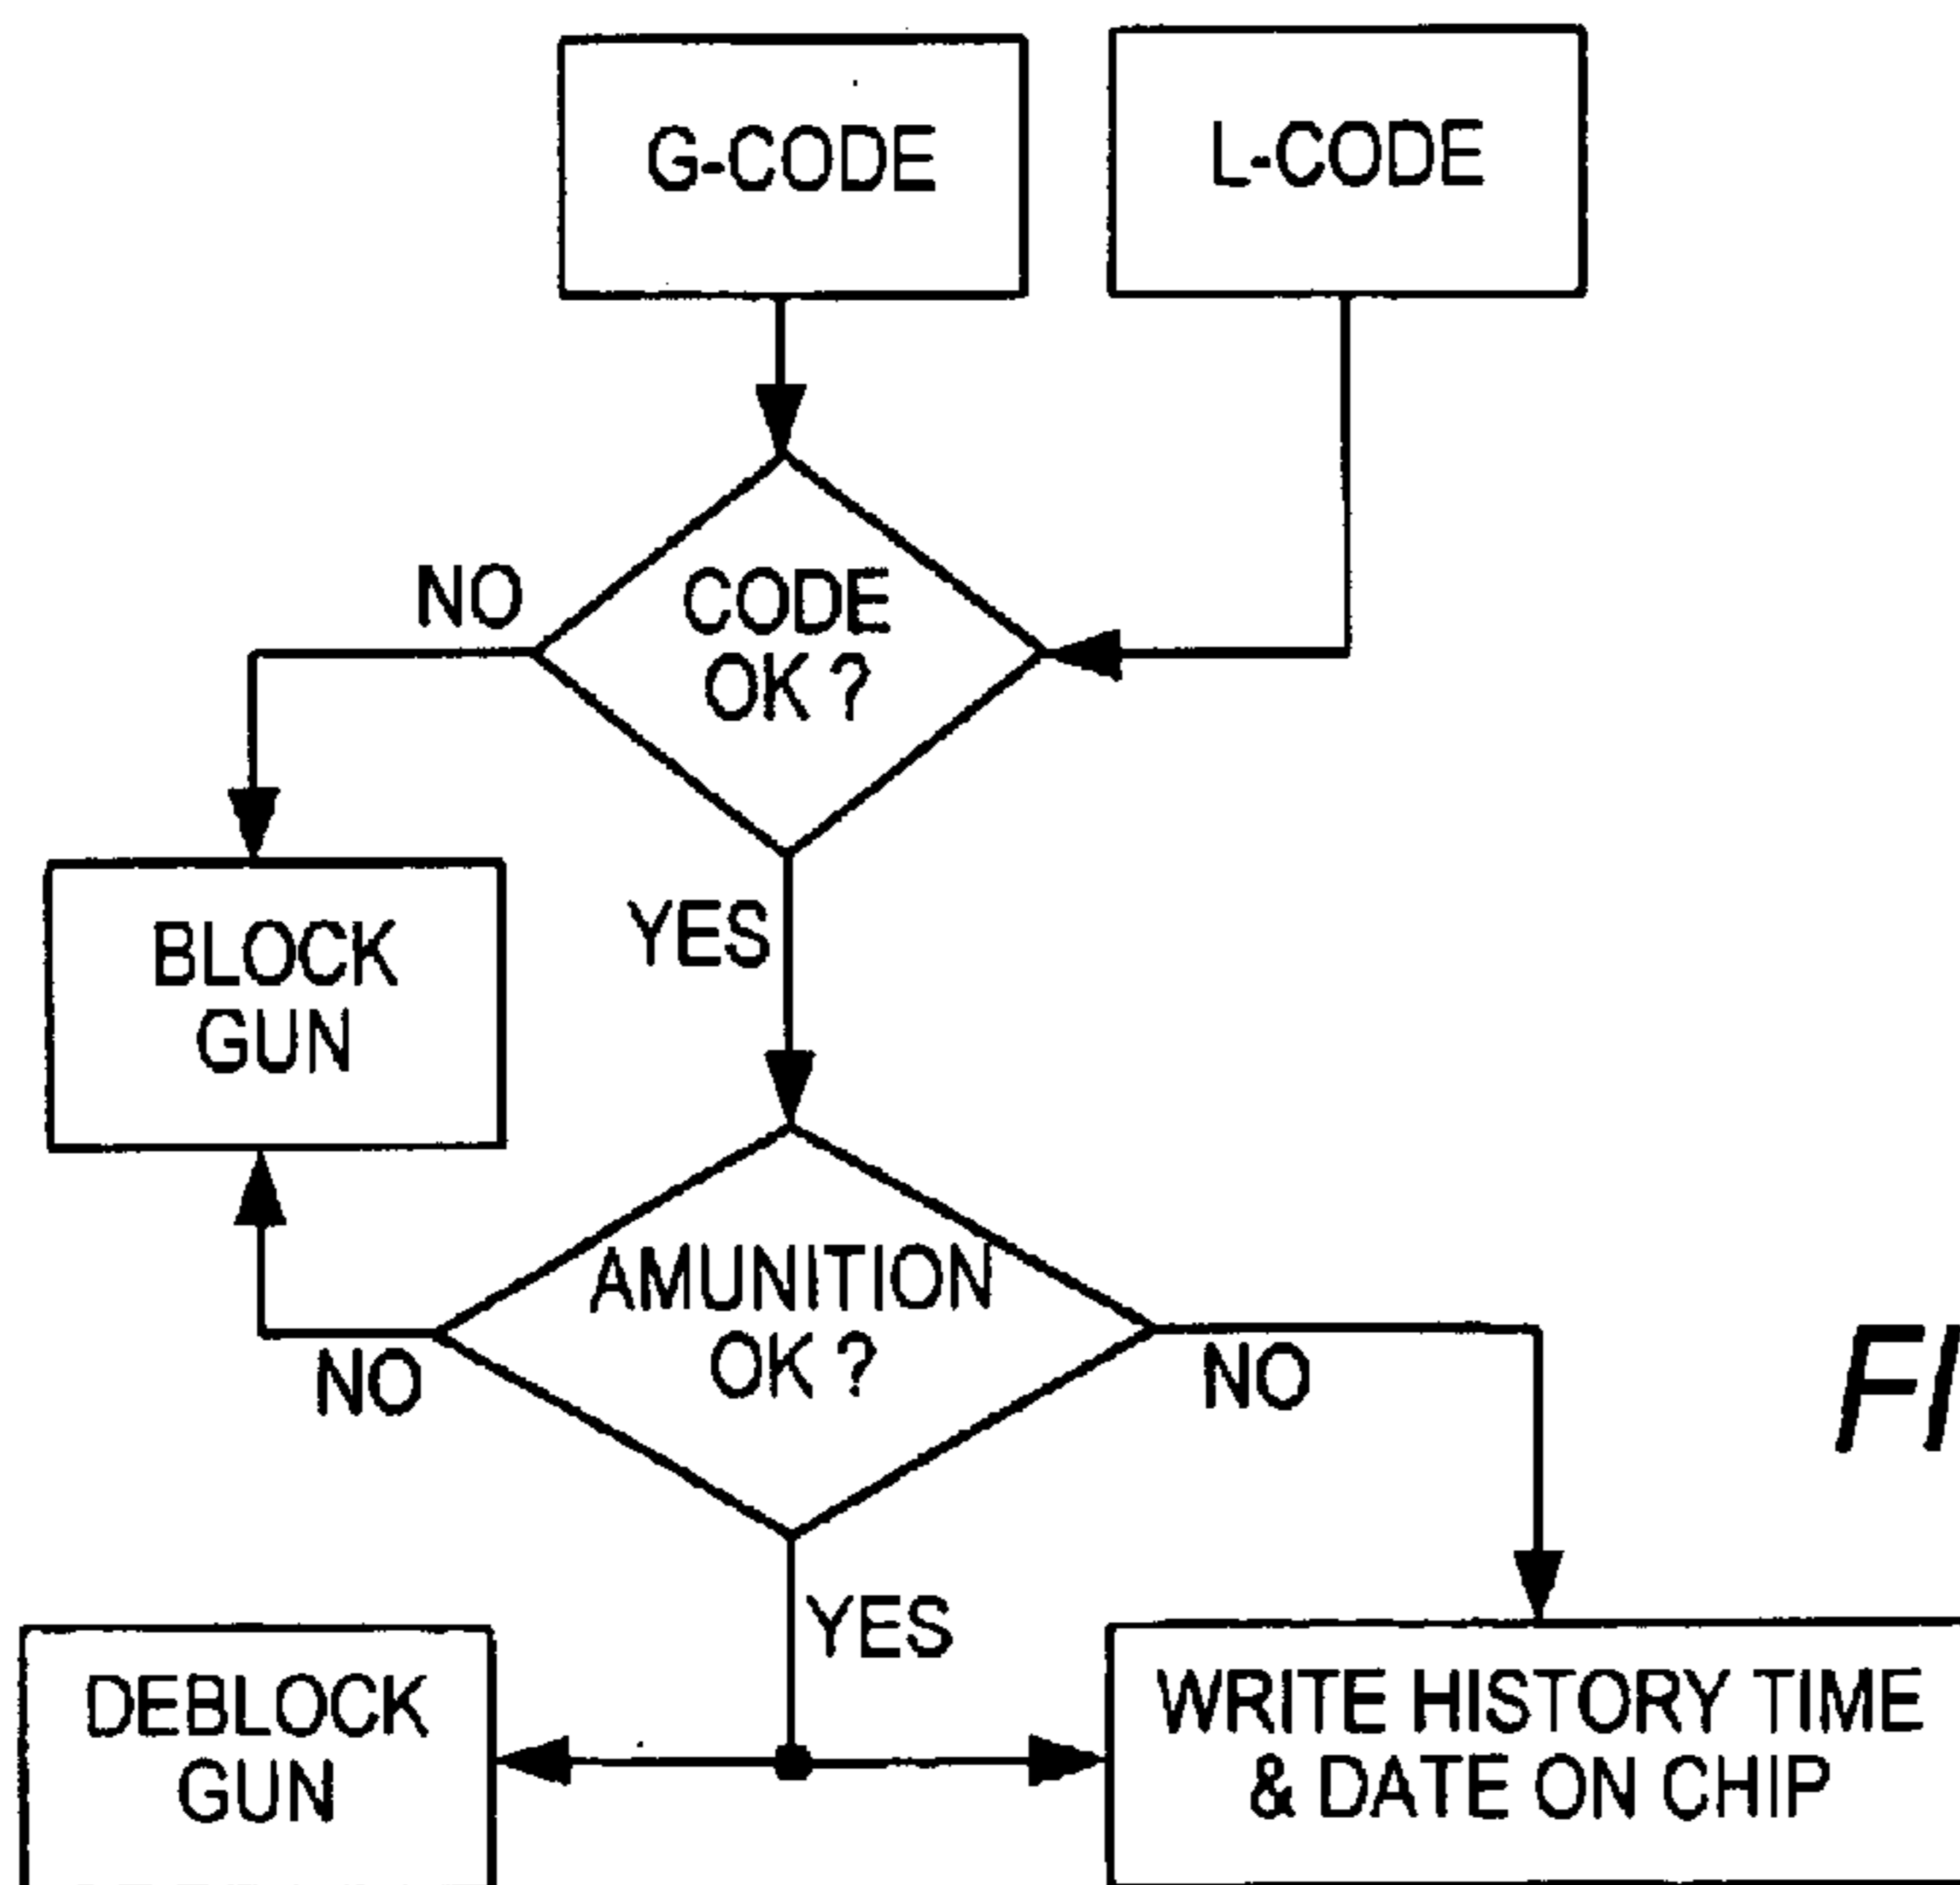 G-CODE
L-CODE
NO
CODE
OK ?
BLOCK
GUN
YES
AMUNITION
OK ?
NO
NO
FI
YES
DEBLOCK
GUN
WRITE HISTORY TIME
& DATE ON CHIP